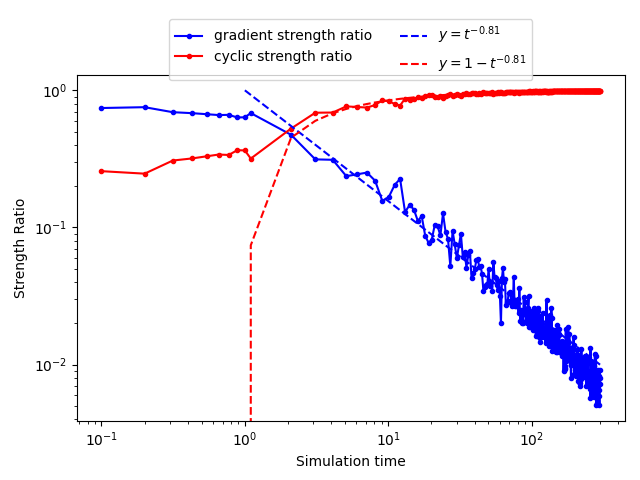 gradient strength ratio
cyclic strength ratio
y = t^{-0.81}
y = 1 - t^{-0.81}
Strength Ratio
10^0
10^{-1}
10^{-2}
10^{-1}
10^0
10^1
10^2
Simulation time